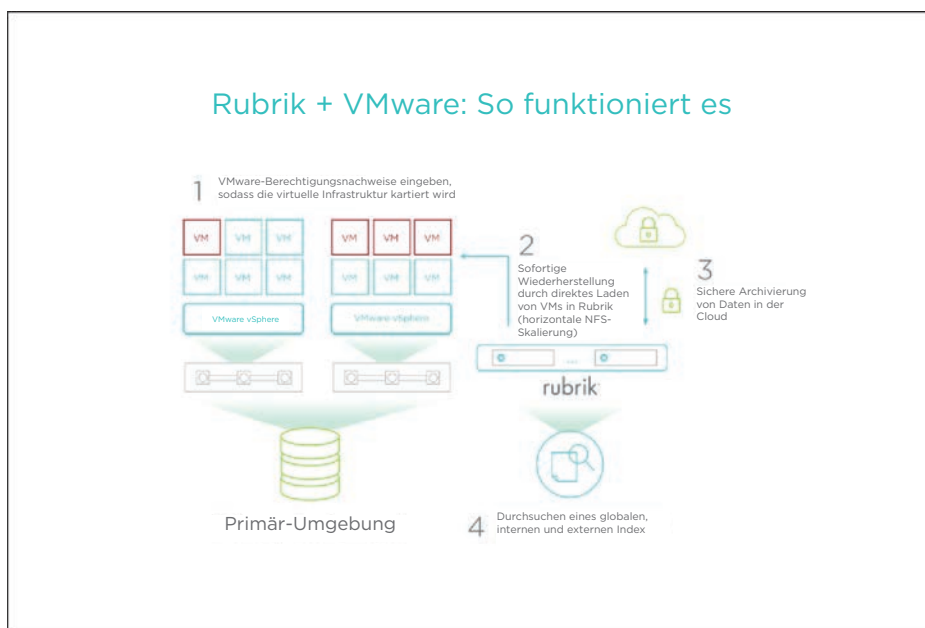 Rubrik + VMware: So funktioniert es
1
VMware-Berechtigungsnachweise eingeben,
sodass die virtuelle Infrastruktur kartiert wird
VM VM VM
VM VM VM
VMware vSphere
VM VM VM
VM VM VM
VMware vSphere
2
Sofortige
Wiederherstellung
durch direktes Laden
von VMs in Rubrik
(horizontale NFS-
Skalierung)
3
Sichere Archivierung
von Daten in der
Cloud
...
rubrik
Primär-Umgebung
4
Durchsuchen eines globalen,
internen und externen Index